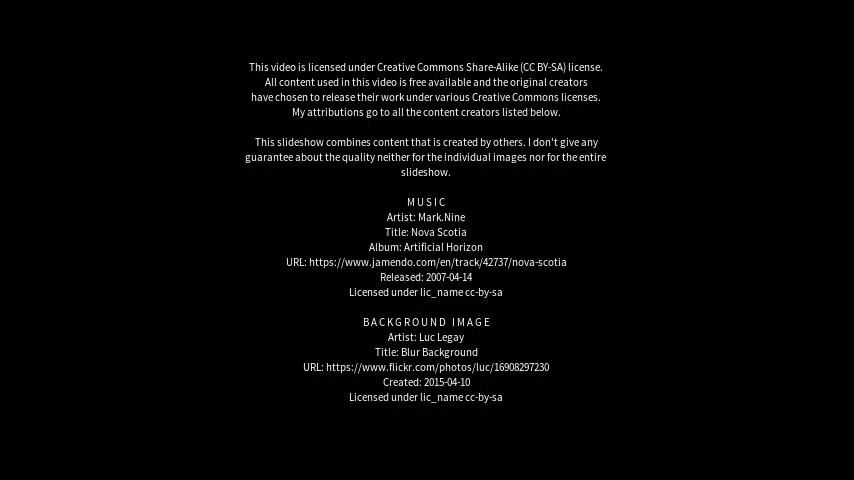 This video is licensed under Creative Commons Share-Alike (CC BY-SA) license.
All content used in this video is free available and the original creators
have chosen to release their work under various Creative Commons licenses.
My attributions go to all the content creators listed below.
This slideshow combines content that is created by others. I don't give any
guarantee about the quality neither for the individual images nor for the entire
slideshow.
MUSIC
Artist: Mark.Nine
Title: Nova Scotia
Album: Artificial Horizon
URL: https://www.jamendo.com/en/track/42737/nova-scotia
Released: 2007-04-14
Licensed under lic_name cc-by-sa
BACKGROUND IMAGE
Artist: Luc Legay
Title: Blur Background
URL: https://www.flickr.com/photos/luc/16908297230
Created: 2015-04-10
Licensed under lic_name cc-by-sa